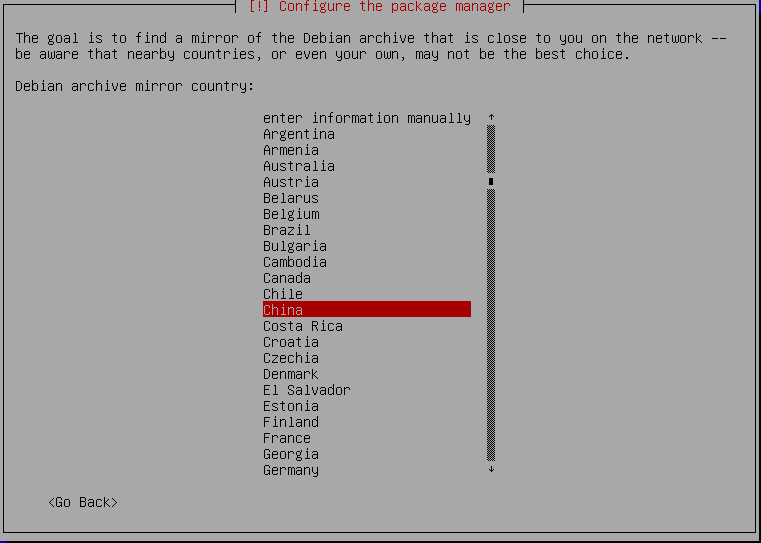 [!] Configure the package manager
The goal is to find a mirror of the Debian archive that is close to you on the network --
be aware that nearby countries, or even your own, may not be the best choice.
Debian archive mirror country:
enter information manually
Argentina
Armenia
Australia
Austria
Belarus
Belgium
Brazil
Bulgaria
Cambodia
Canada
Chile
China
Costa Rica
Croatia
Czechia
Denmark
El Salvador
Estonia
Finland
France
Georgia
Germany
<Go Back>